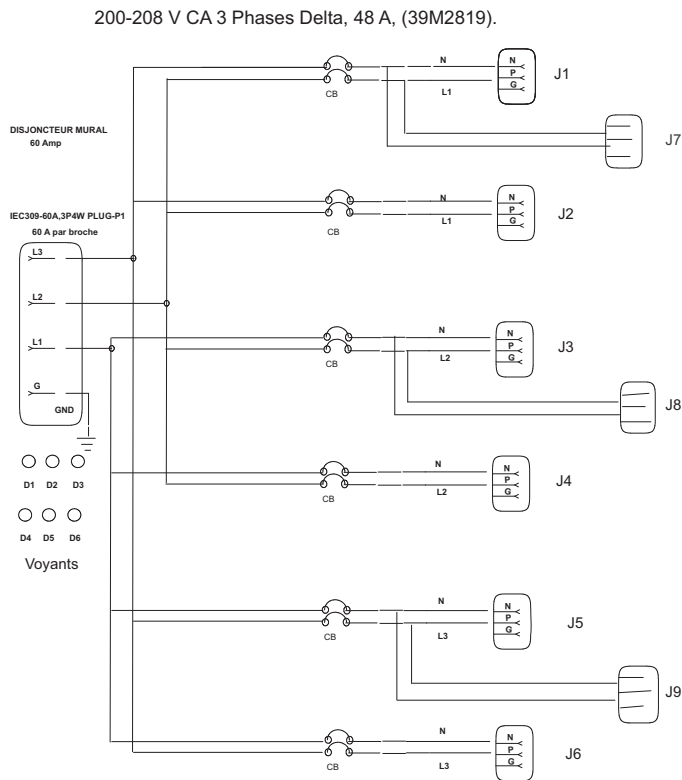 200-208 V CA 3 Phases Delta, 48 A, (39M2819).
N
N
J1
P
CB
L1
G
DISJONCTEUR MURAL
60 Amp
J7
N
N
P
J2
IEC309-60A,3P4W PLUG-P1
CB
L1
G
60 A par broche
L3
L2
N
N
L1
P
J3
CB
L2
G
G
GND
J8
D1 D2 D3
N
N
P
J4
CB
L2
G
D4 D5 D6
Voyants
N
N
P
J5
CB
L3
G
J9
N
N
P
J6
CB
L3
G